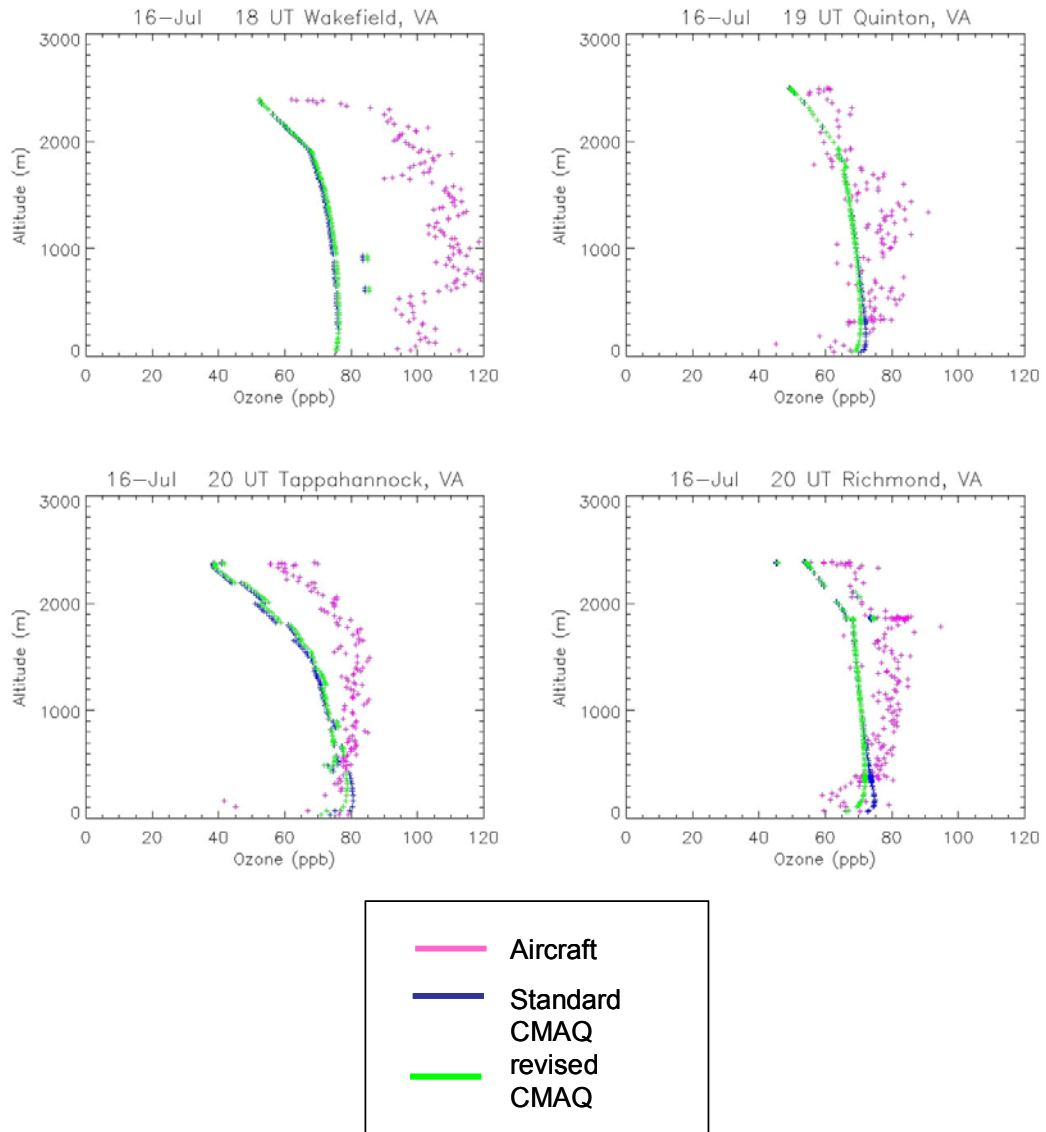 16-Jul 18 UT Wakefield, VA
3000
2000
1000
0
Altitude (m)
0 20 40 60 80 100 120
Ozone (ppb)
16-Jul 19 UT Quinton, VA
3000
2000
1000
0
Altitude (m)
0 20 40 60 80 100 120
Ozone (ppb)
16-Jul 20 UT Tappahannock, VA
3000
2000
1000
0
Altitude (m)
0 20 40 60 80 100 120
Ozone (ppb)
16-Jul 20 UT Richmond, VA
3000
2000
1000
0
Altitude (m)
0 20 40 60 80 100 120
Ozone (ppb)
Aircraft
Standard
CMAQ
revised
CMAQ